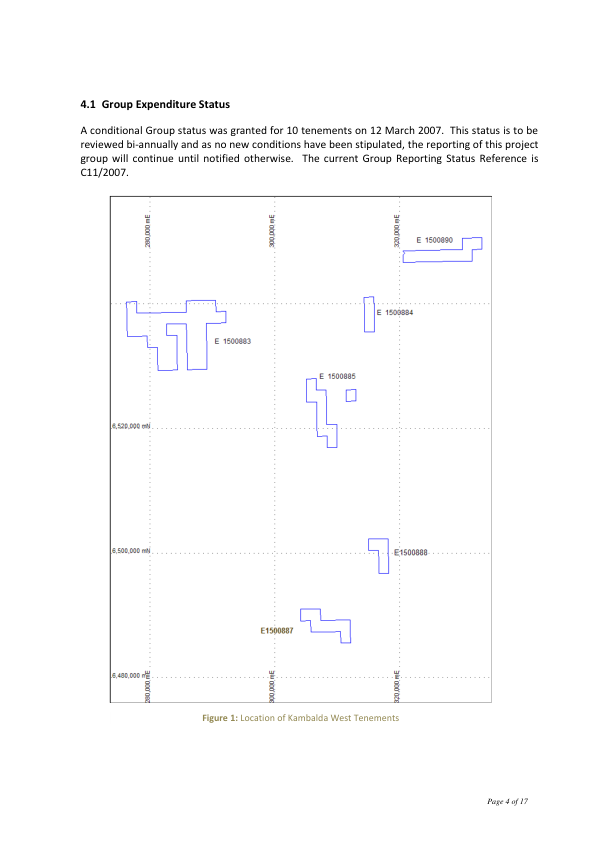 4.1 Group Expenditure Status
A conditional Group status was granted for 10 tenements on 12 March 2007. This status is to be
reviewed bi-annually and as no new conditions have been stipulated, the reporting of this project
group will continue until notified otherwise. The current Group Reporting Status Reference is
C11/2007.
280,000 mE
300,000 mE
320,000 mE
E 1500890
E 1500884
E 1500883
E 1500885
6,520,000 mN
6,500,000 mN
E1500888
E1500887
6,480,000 mN
280,000 mE
300,000 mE
320,000 mE
Figure 1: Location of Kambalda West Tenements
Page 4 of 17